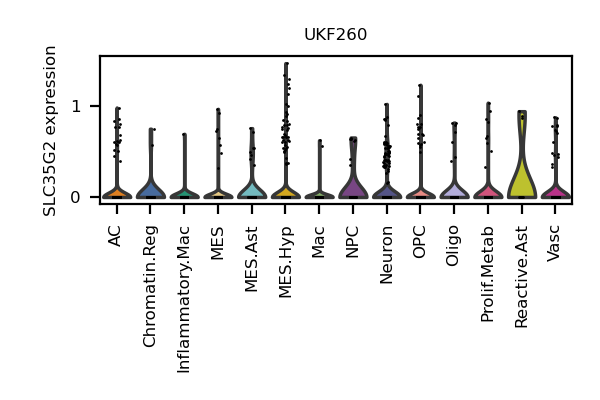 UKF260
SLC35G2 expression
1
0
AC
Chromatin.Reg
Inflammatory.Mac
MES
MES.Ast
MES.Hyp
Mac
NPC
Neuron
OPC
Oligo
Prolif.Metab
Reactive.Ast
Vasc